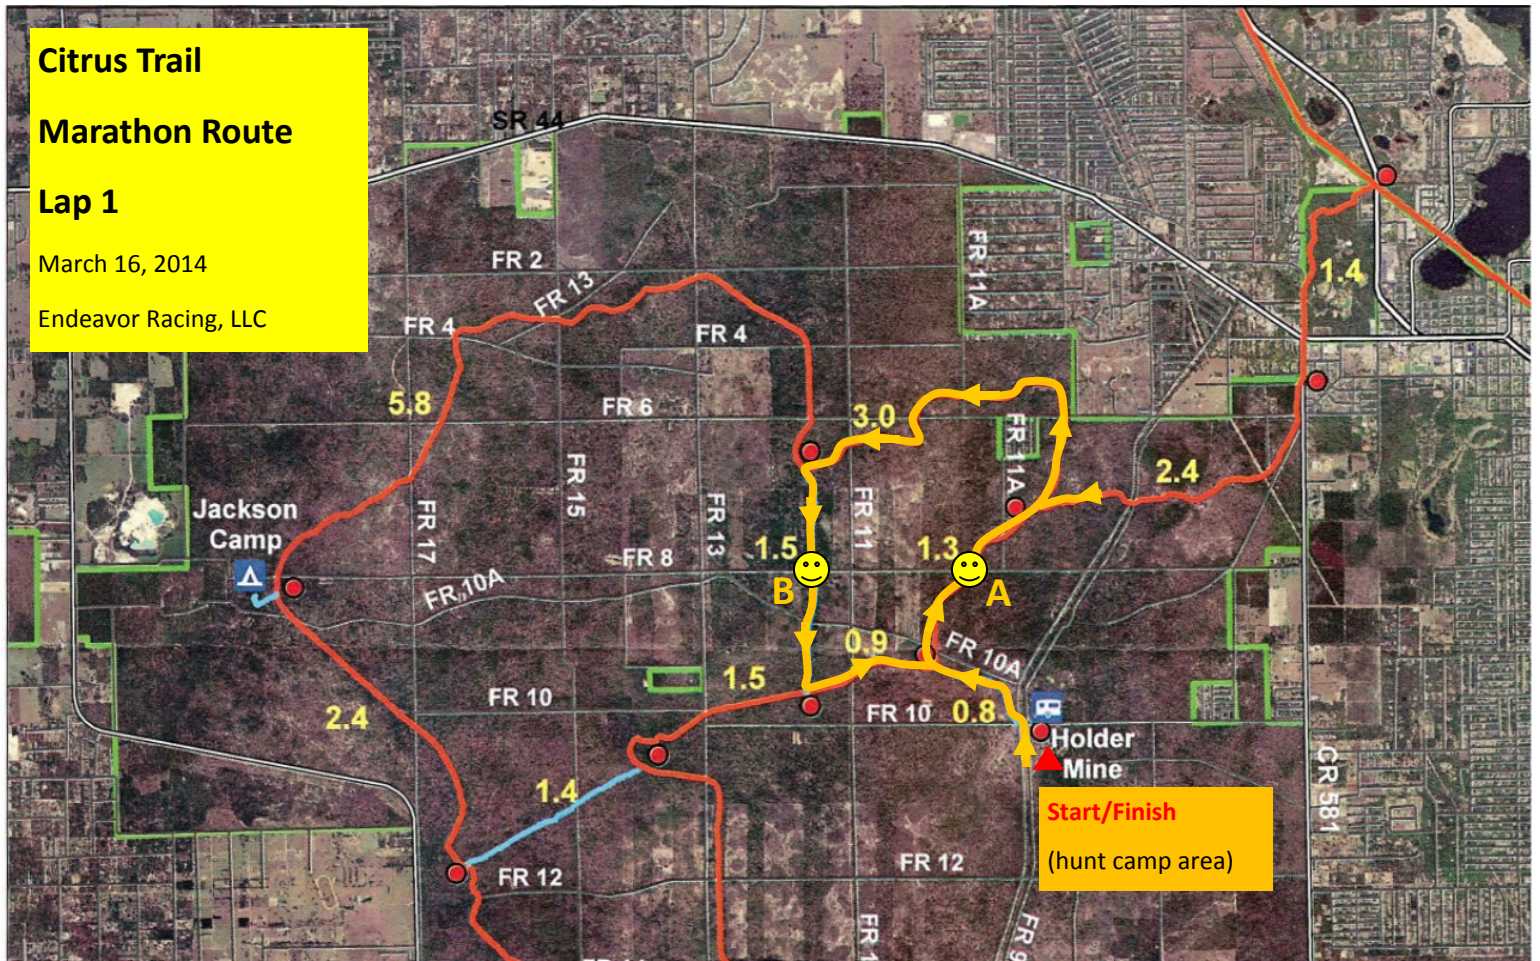 Citrus Trail
Marathon Route
Lap 1
March 16, 2014
Endeavor Racing, LLC
SR 44
FR 2
FR 13
FR 11A
1.4
FR 4
FR 4
5.8
FR 6
3.0
FR 11A
2.4
Jackson
Camp
FR 17
FR 15
FR 13
FR 11
1.5
1.3
FR 8
FR 10A
B
A
0.9
FR 10A
1.5
FR 10
2.4
FR 10
0.8
Holder
Mine
1.4
Start/Finish
(hunt camp area)
CR 581
FR 12
FR 12